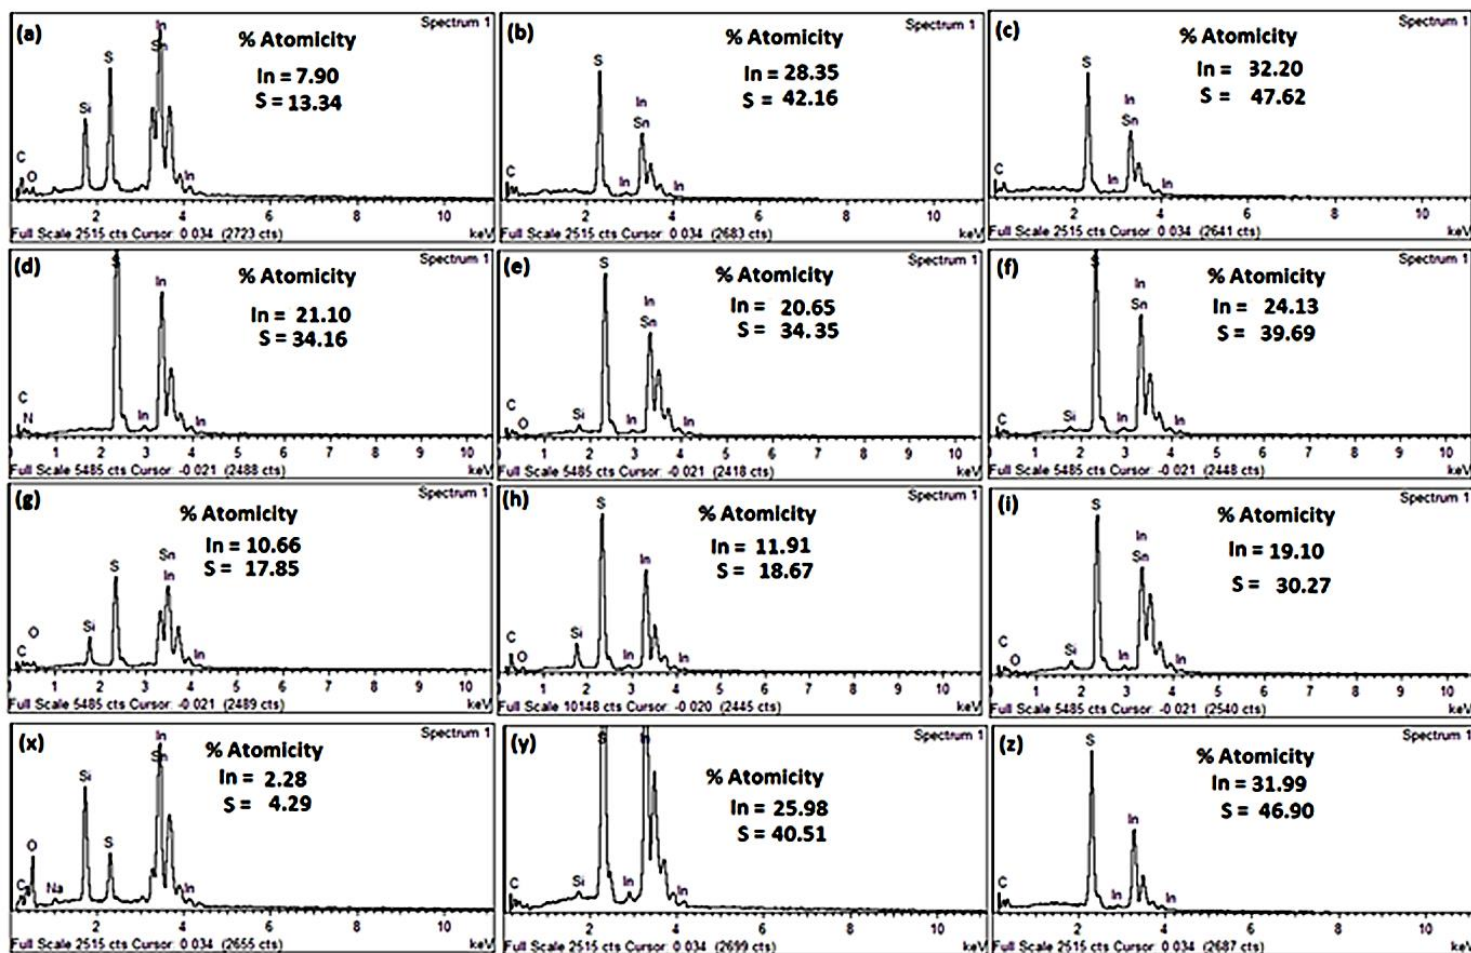 (a) Spectrum 1
% Atomicity
In = 7.90
S = 13.34
In
Sn
S
Si
C
O
In
2 4 6 8 10
Full Scale 2515 cts Cursor: 0.034 (2723 cts) keV
(b) Spectrum 1
% Atomicity
In = 28.35
S = 42.16
S
In
Sn
C
In
In
2 4 6 8 10
Full Scale 2515 cts Cursor: 0.034 (2683 cts) keV
(c) Spectrum 1
% Atomicity
In = 32.20
S = 47.62
S
In
Sn
C
In
In
2 4 6 8 10
Full Scale 2515 cts Cursor: 0.034 (2641 cts) keV
(d) Spectrum 1
% Atomicity
In = 21.10
S = 34.16
S
In
C
N
In
In
0 1 2 3 4 5 6 7 8 9 10
Full Scale 5485 cts Cursor: -0.021 (2488 cts) keV
(e) Spectrum 1
% Atomicity
In = 20.65
S = 34.35
S
In
Sn
C
O
Si
In
In
0 1 2 3 4 5 6 7 8 9 10
Full Scale 5485 cts Cursor: -0.021 (2418 cts) keV
(f) Spectrum 1
% Atomicity
In = 24.13
S = 39.69
S
In
Sn
C
Si
In
In
0 1 2 3 4 5 6 7 8 9 10
Full Scale 5485 cts Cursor: -0.021 (2448 cts) keV
(g) Spectrum 1
% Atomicity
In = 10.66
S = 17.85
Sn
In
S
Si
O
C
In
0 1 2 3 4 5 6 7 8 9 10
Full Scale 5485 cts Cursor: -0.021 (2489 cts) keV
(h) Spectrum 1
% Atomicity
In = 11.91
S = 18.67
S
In
Si
C
O
In
In
0 1 2 3 4 5 6 7 8 9 10
Full Scale 10148 cts Cursor: -0.020 (2445 cts) keV
(i) Spectrum 1
% Atomicity
In = 19.10
S = 30.27
S
In
Sn
Si
C
O
In
In
0 1 2 3 4 5 6 7 8 9 10
Full Scale 5485 cts Cursor: -0.021 (2540 cts) keV
(x) Spectrum 1
% Atomicity
In = 2.28
S = 4.29
In
Sn
Si
O
S
C
Na
In
2 4 6 8 10
Full Scale 2515 cts Cursor: 0.034 (2655 cts) keV
(y) Spectrum 1
% Atomicity
In = 25.98
S = 40.51
S
In
C
Si
In
In
2 4 6 8 10
Full Scale 2515 cts Cursor: 0.034 (2699 cts) keV
(z) Spectrum 1
% Atomicity
In = 31.99
S = 46.90
S
In
C
In
In
2 4 6 8 10
Full Scale 2515 cts Cursor: 0.034 (2687 cts) keV